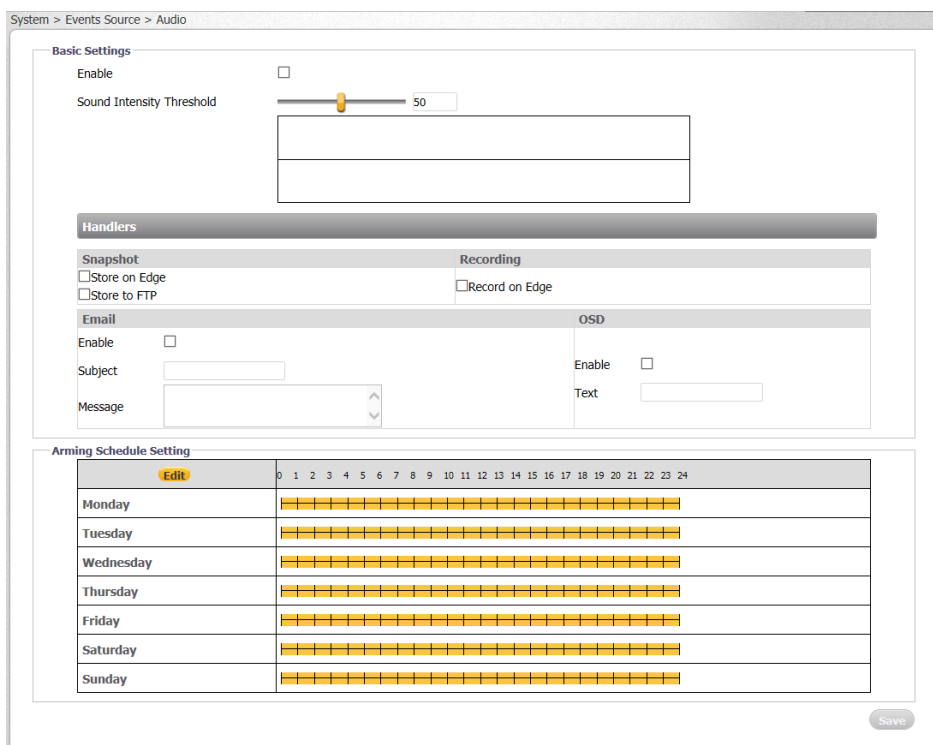 System > Events Source > Audio
Basic Settings
Enable
Sound Intensity Threshold 50
Handlers
Snapshot Recording
Store on Edge
Record on Edge
Store to FTP
Email OSD
Enable
Enable
Subject
Text
Message
Arming Schedule Setting
Edit 0 1 2 3 4 5 6 7 8 9 10 11 12 13 14 15 16 17 18 19 20 21 22 23 24
Monday
Tuesday
Wednesday
Thursday
Friday
Saturday
Sunday
Save